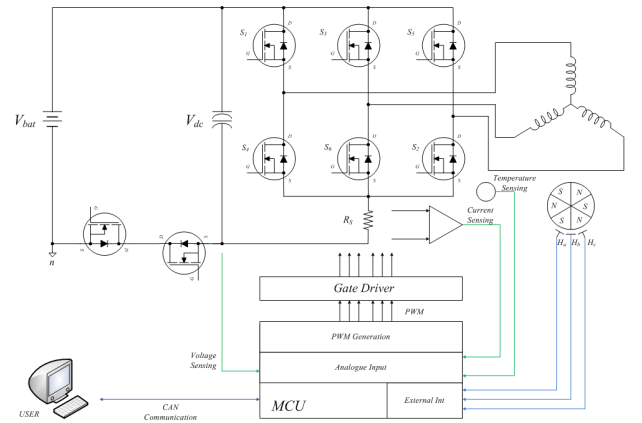 D
D
D
S1
S3
S5
G
G
G
S
S
S
Vbat
Vdc
D
D
D
S4
S6
S2
G
G
G
S
S
S
Temperature
Sensing
RS
Current
Sensing
S
N
S
N
S
N
Ha
Hb
Hc
G
S
D
D
S
G
n
Gate Driver
PWM
PWM Generation
Voltage
Sensing
Analogue Input
MCU
External Int
USER
CAN
Communication